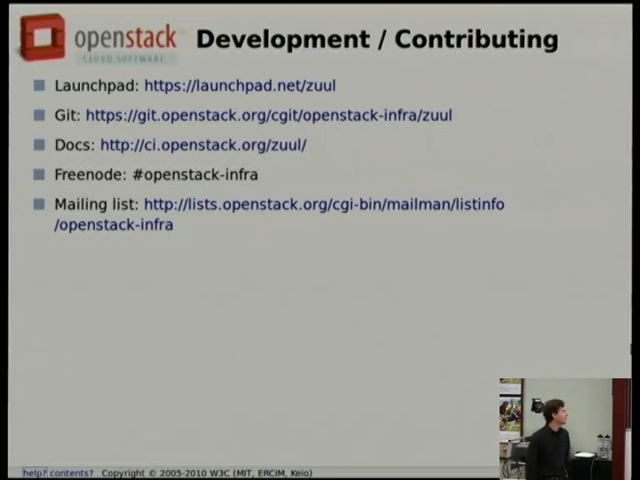 openstack
CLOUD SOFTWARE
Development / Contributing
Launchpad: https://launchpad.net/zuul
Git: https://git.openstack.org/cgit/openstack-infra/zuul
Docs: http://ci.openstack.org/zuul/
Freenode: #openstack-infra
Mailing list: http://lists.openstack.org/cgi-bin/mailman/listinfo
/openstack-infra
help? contents? Copyright © 2005-2010 W3C (MIT, ERCIM, Keio)